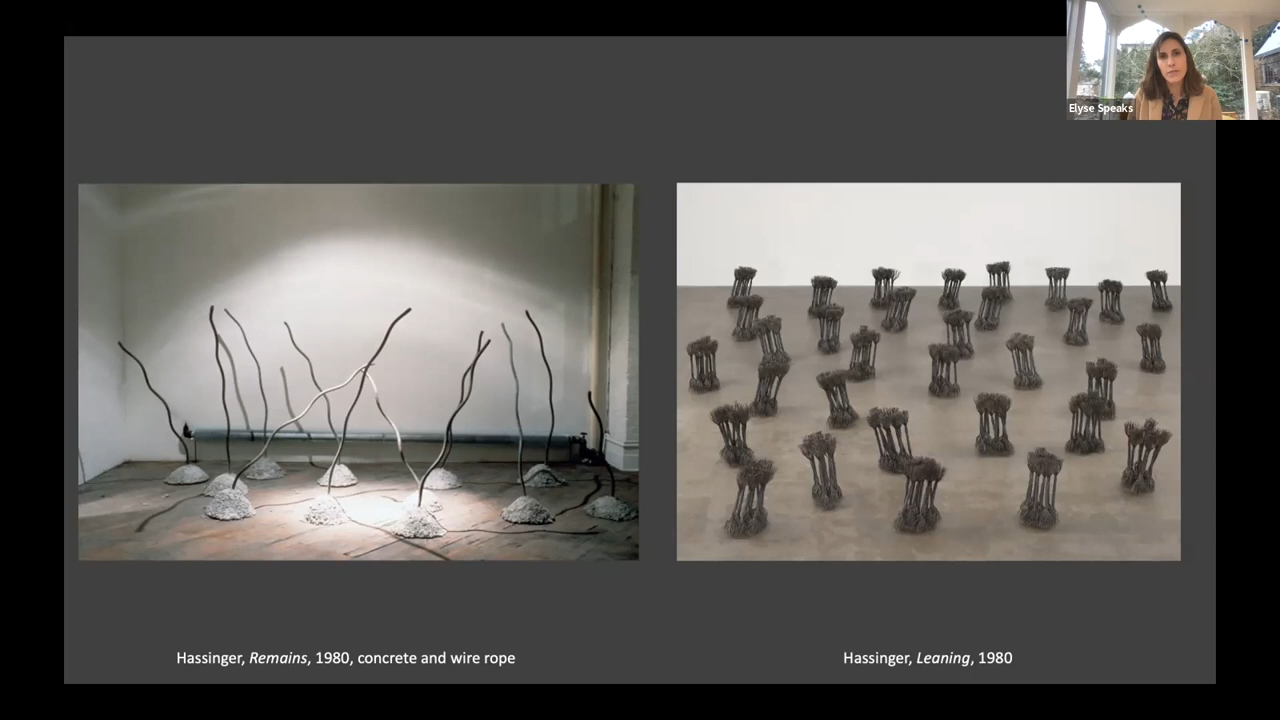 Elyse Speaks
Hassinger, Remains, 1980, concrete and wire rope
Hassinger, Leaning, 1980